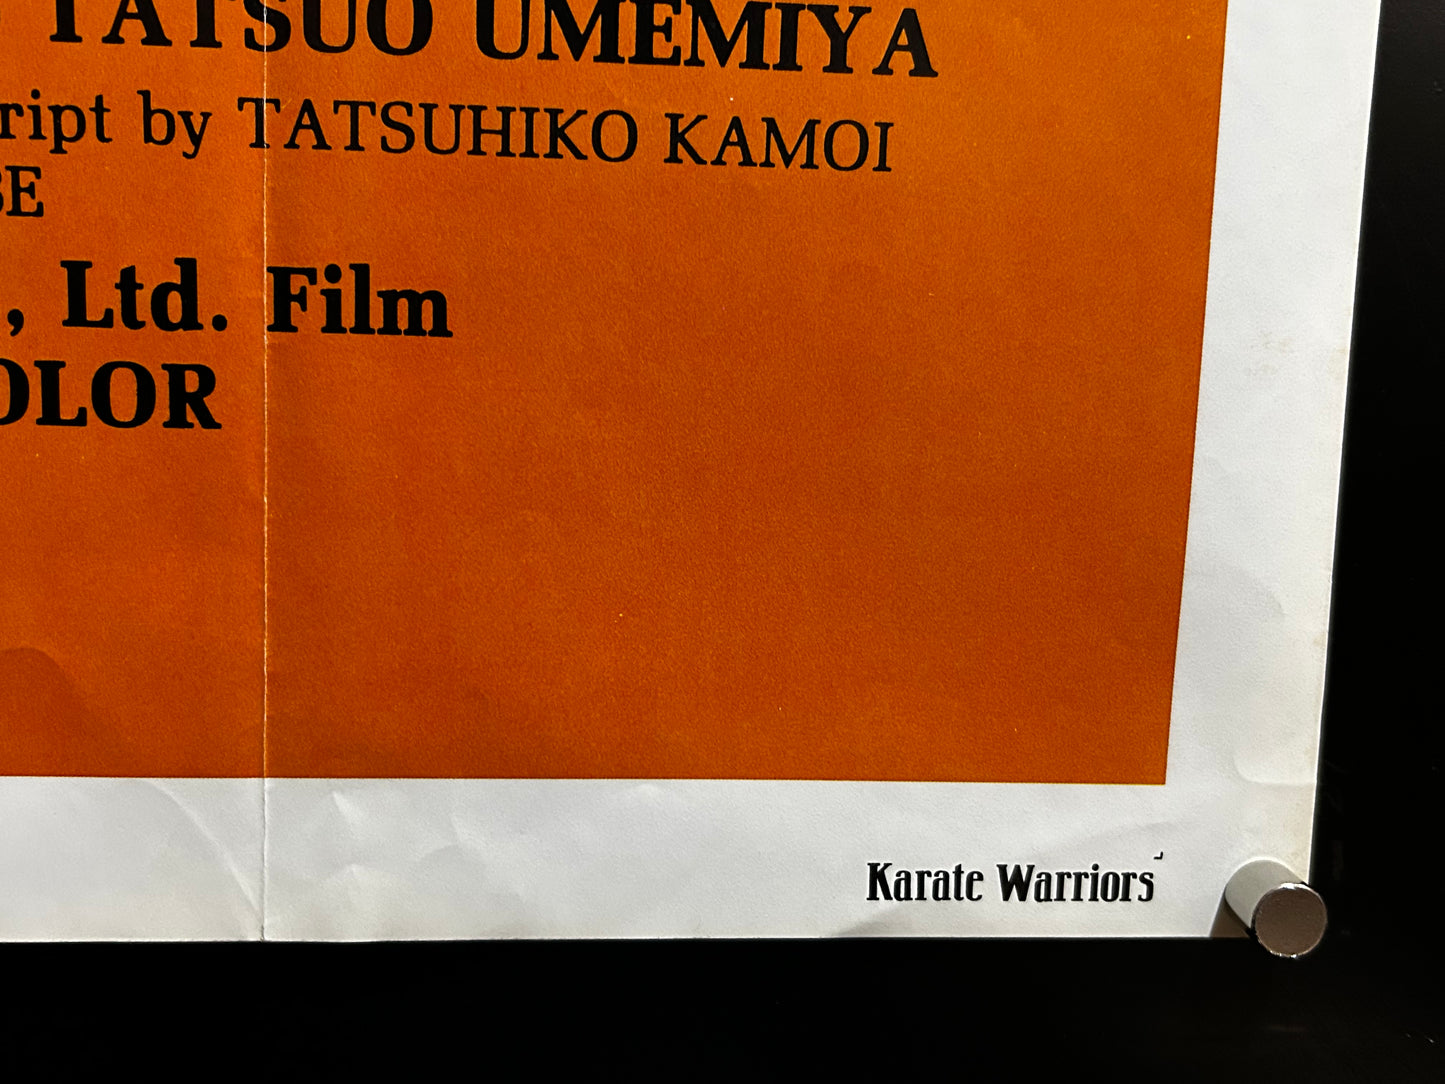 TATSUO UMEMIYA
ript by TATSUHIKO KAMOI
BE
, Ltd. Film
OLOR
Karate Warriors